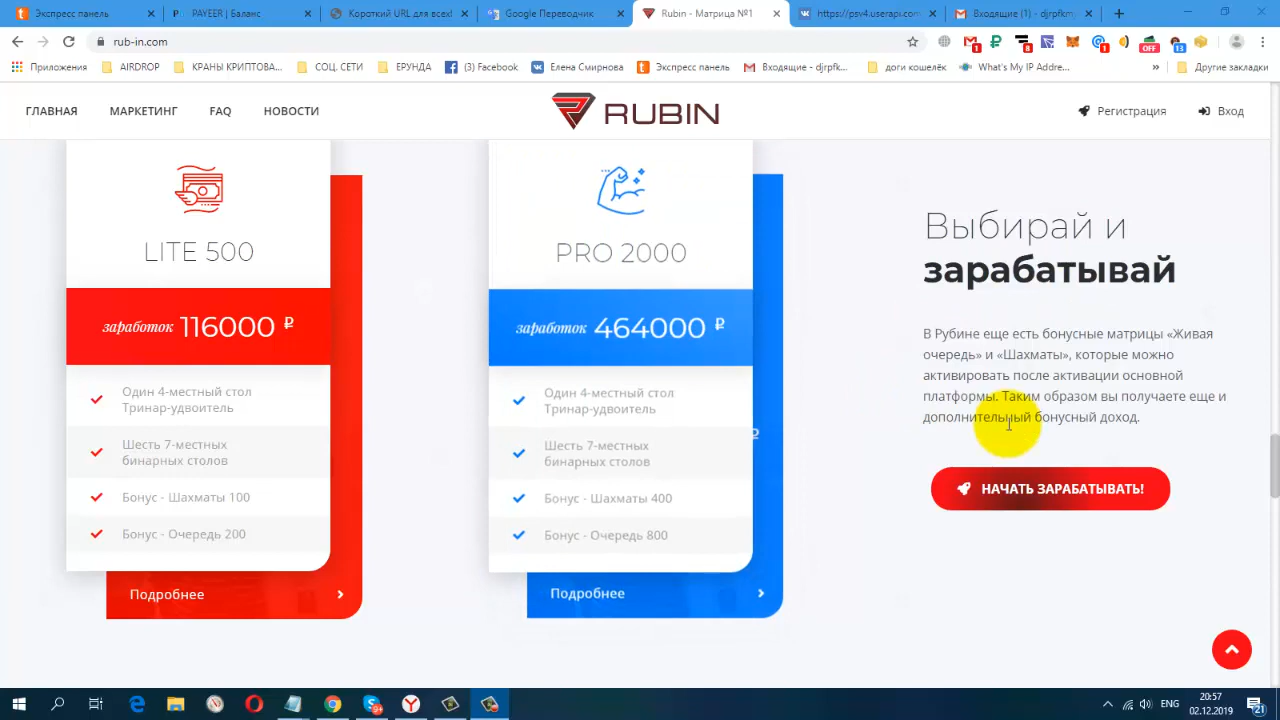 Экспресс панель
PAYEER | Баланс
Короткий URL для всех!
Google Переводчик
Rubin - Матрица №1
https://psv4.userapi.com
Входящие (1) - djrpfkm
rub-in.com
1
8
1
OFF
13
Приложения
AIRDROP
КРАНЫ КРИПТОВА...
СОЦ. СЕТИ
ЕРУНДА
(3) Facebook
Елена Смирнова
Экспресс панель
Входящие - djrpfk...
доги кошелёк
What's My IP Addre...
»
Другие закладки
ГЛАВНАЯ
МАРКЕТИНГ
FAQ
НОВОСТИ
RUBIN
Регистрация
Вход
LITE 500
заработок 116000 ₽
Один 4-местный стол
Тринар-удвоитель
Шесть 7-местных
бинарных столов
Бонус - Шахматы 100
Бонус - Очередь 200
Подробнее
PRO 2000
заработок 464000 ₽
Один 4-местный стол
Тринар-удвоитель
Шесть 7-местных
бинарных столов
Бонус - Шахматы 400
Бонус - Очередь 800
Подробнее
₽
Выбирай и
зарабатывай
В Рубине еще есть бонусные матрицы «Живая
очередь» и «Шахматы», которые можно
активировать после активации основной
платформы. Таким образом вы получаете еще и
дополнительный бонусный доход.
НАЧАТЬ ЗАРАБАТЫВАТЬ!
ENG
20:57
02.12.2019
21